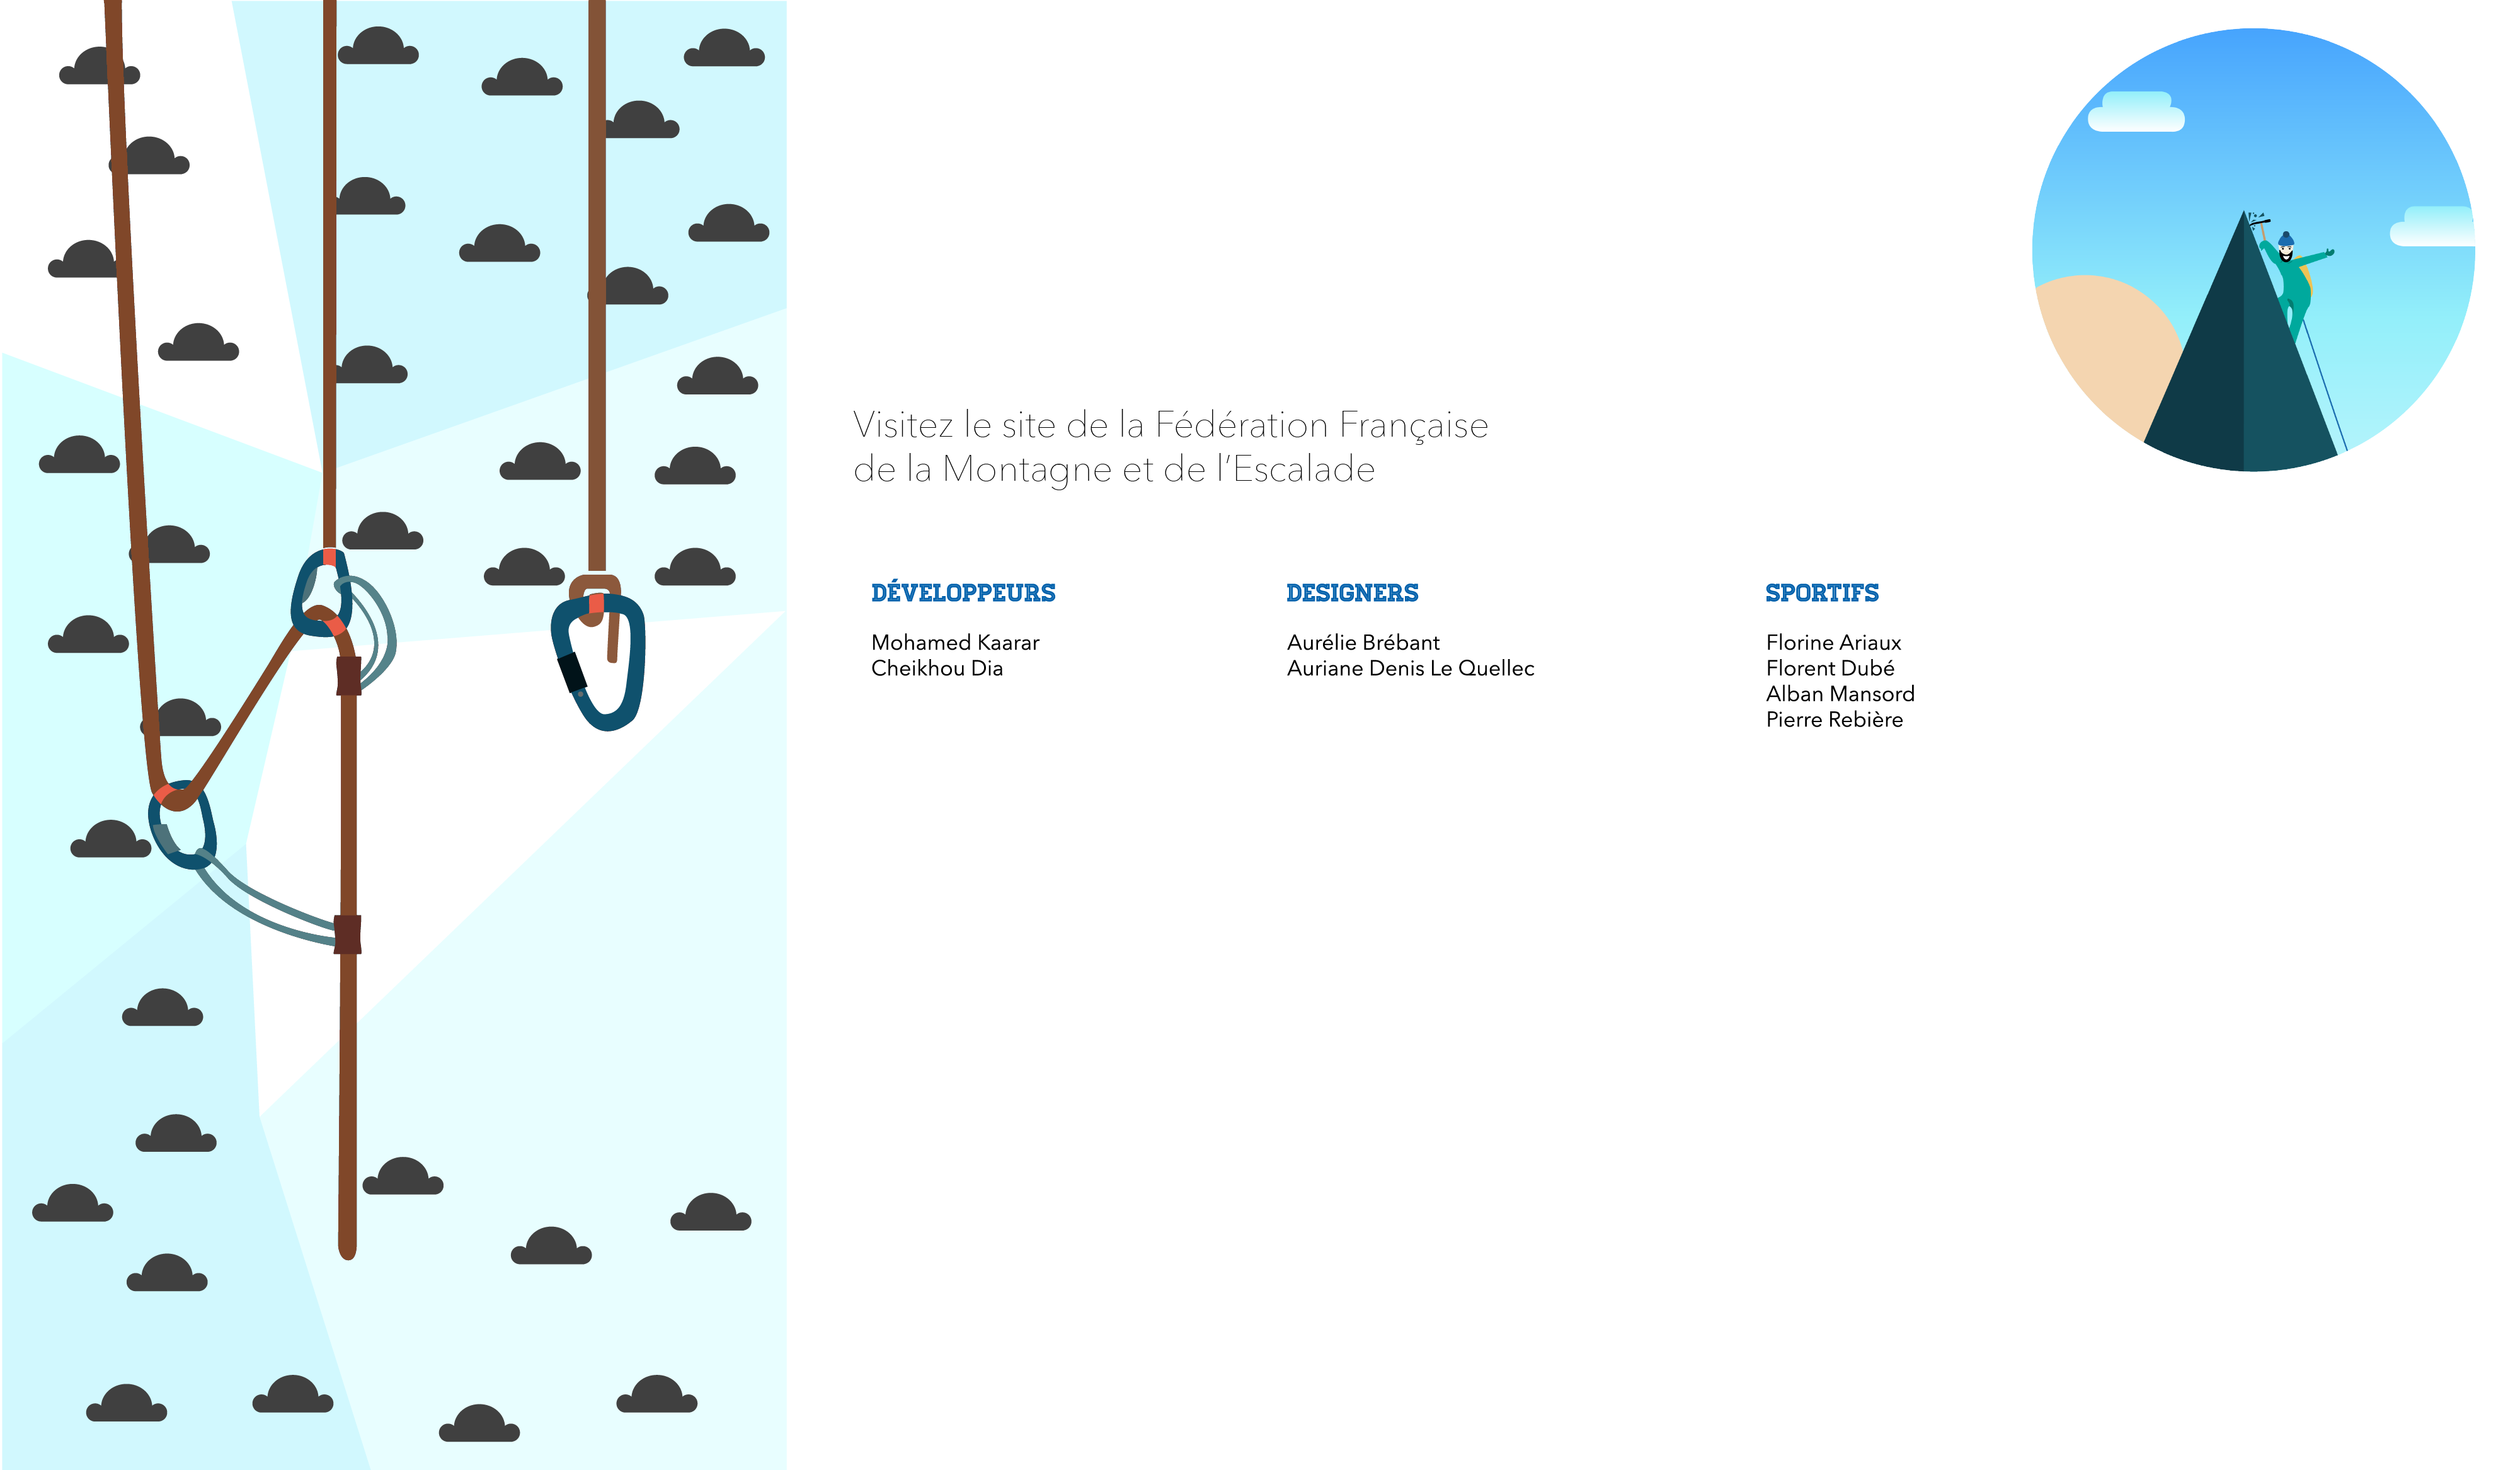 Visitez le site de la Fédération Française
de la Montagne et de l'Escalade
DÉVELOPPEURS
Mohamed Kaarar
Cheikhou Dia
DESIGNERS
Aurélie Brébant
Auriane Denis Le Quellec
SPORTIFS
Florine Ariaux
Florent Dubé
Alban Mansord
Pierre Rebière